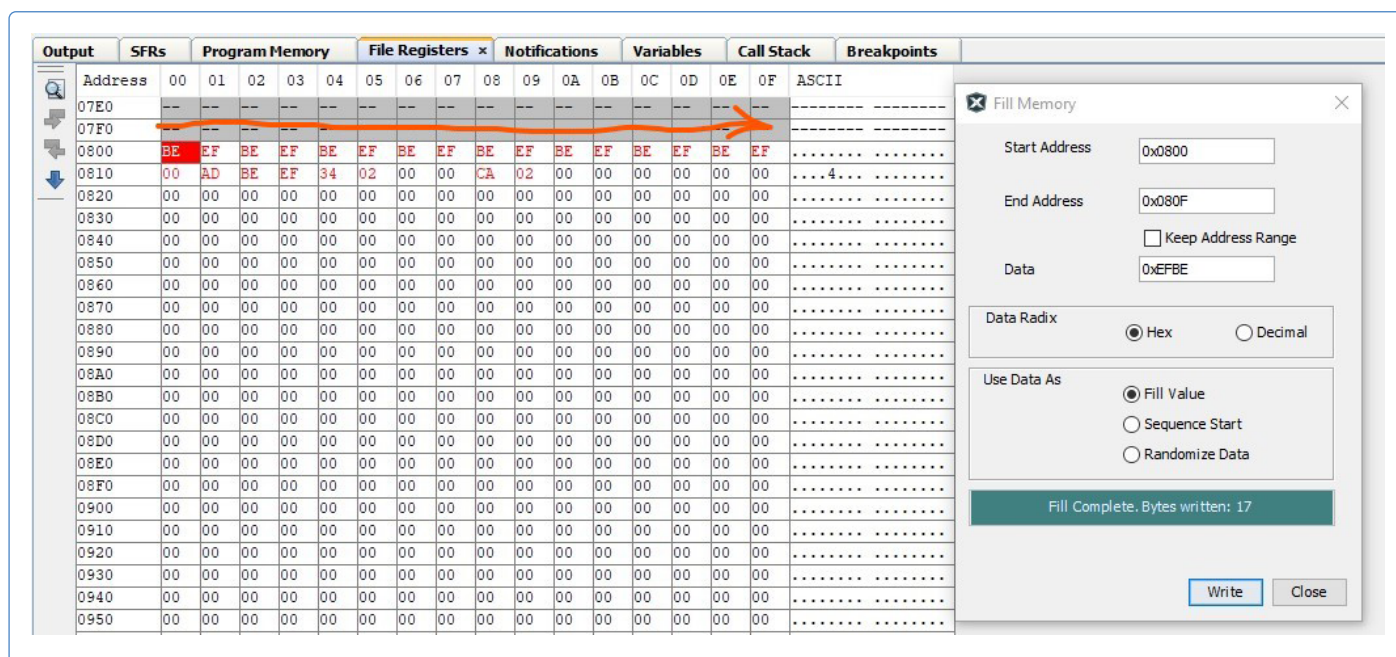 Output SFRs Program Memory File Registers × Notifications Variables Call Stack Breakpoints
Address 00 01 02 03 04 05 06 07 08 09 0A 0B 0C 0D 0E 0F ASCII
07E0 -- -- -- -- -- -- -- -- -- -- -- -- -- -- -- -- -------- --------
07F0 -- -- -- -- -- -- -- -- -- -- -- -- -- -- -- -- -------- --------
0800 BE EF BE EF BE EF BE EF BE EF BE EF BE EF BE EF ........ ........
0810 00 AD BE EF 34 02 00 00 CA 02 00 00 00 00 00 00 ....4... ........
0820 00 00 00 00 00 00 00 00 00 00 00 00 00 00 00 00 ........ ........
0830 00 00 00 00 00 00 00 00 00 00 00 00 00 00 00 00 ........ ........
0840 00 00 00 00 00 00 00 00 00 00 00 00 00 00 00 00 ........ ........
0850 00 00 00 00 00 00 00 00 00 00 00 00 00 00 00 00 ........ ........
0860 00 00 00 00 00 00 00 00 00 00 00 00 00 00 00 00 ........ ........
0870 00 00 00 00 00 00 00 00 00 00 00 00 00 00 00 00 ........ ........
0880 00 00 00 00 00 00 00 00 00 00 00 00 00 00 00 00 ........ ........
0890 00 00 00 00 00 00 00 00 00 00 00 00 00 00 00 00 ........ ........
08A0 00 00 00 00 00 00 00 00 00 00 00 00 00 00 00 00 ........ ........
08B0 00 00 00 00 00 00 00 00 00 00 00 00 00 00 00 00 ........ ........
08C0 00 00 00 00 00 00 00 00 00 00 00 00 00 00 00 00 ........ ........
08D0 00 00 00 00 00 00 00 00 00 00 00 00 00 00 00 00 ........ ........
08E0 00 00 00 00 00 00 00 00 00 00 00 00 00 00 00 00 ........ ........
08F0 00 00 00 00 00 00 00 00 00 00 00 00 00 00 00 00 ........ ........
0900 00 00 00 00 00 00 00 00 00 00 00 00 00 00 00 00 ........ ........
0910 00 00 00 00 00 00 00 00 00 00 00 00 00 00 00 00 ........ ........
0920 00 00 00 00 00 00 00 00 00 00 00 00 00 00 00 00 ........ ........
0930 00 00 00 00 00 00 00 00 00 00 00 00 00 00 00 00 ........ ........
0940 00 00 00 00 00 00 00 00 00 00 00 00 00 00 00 00 ........ ........
0950 00 00 00 00 00 00 00 00 00 00 00 00 00 00 00 00 ........ ........
Fill Memory
Start Address 0x0800
End Address 0x080F
Keep Address Range
Data 0xEFBE
Data Radix
Hex Decimal
Use Data As
Fill Value
Sequence Start
Randomize Data
Fill Complete. Bytes written: 17
Write Close